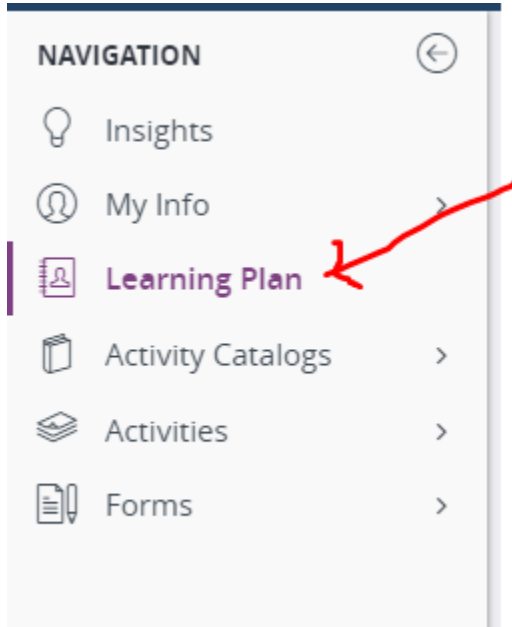 NAVIGATION
Insights
My Info
Learning Plan
Activity Catalogs
Activities
Forms